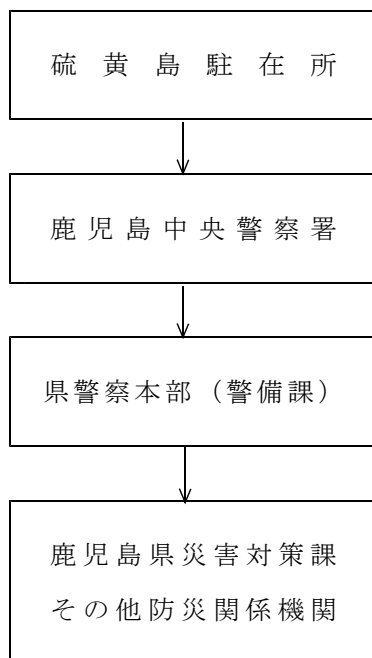 硫黄島駐在所
鹿児島中央警察署
県警察本部（警備課）
鹿児島県災害対策課
その他防災関係機関